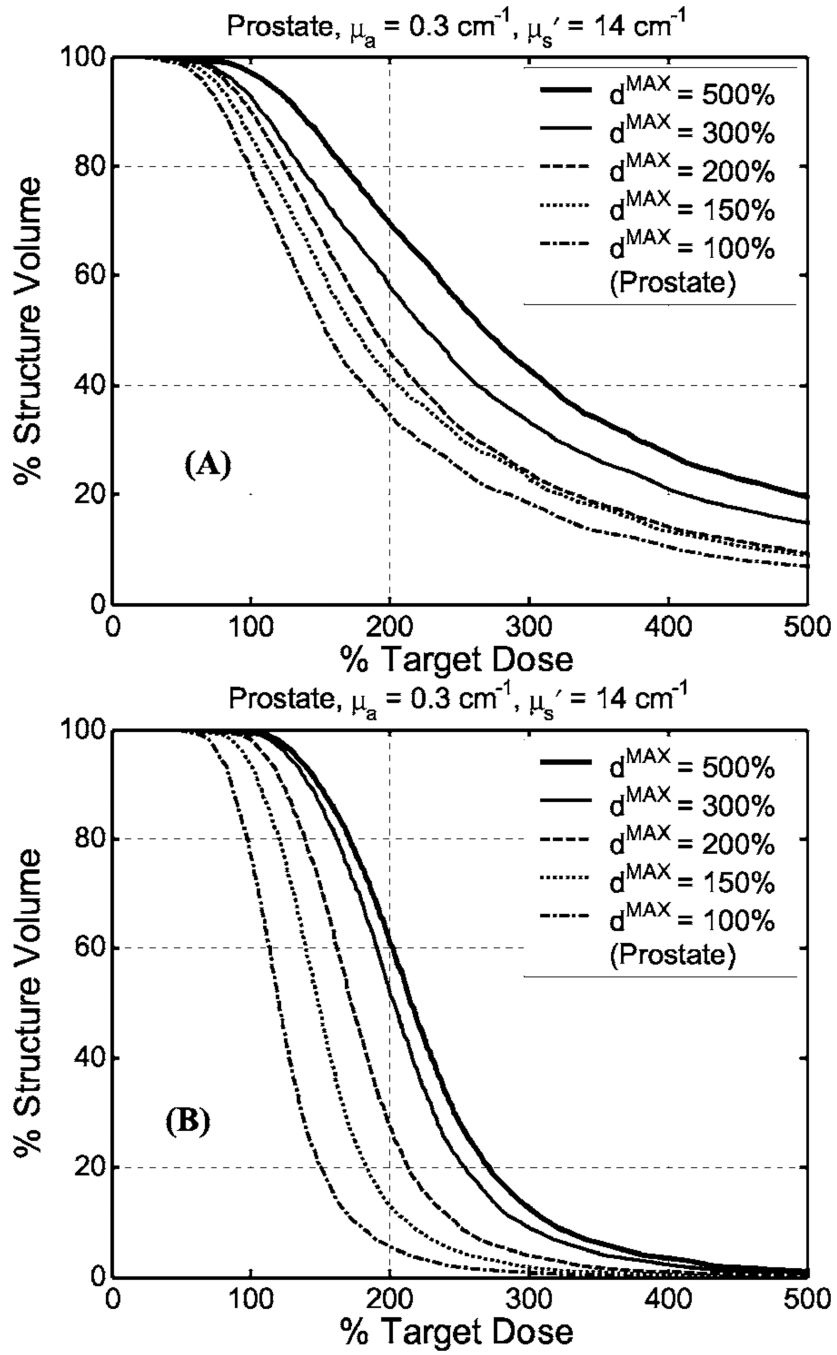 Prostate, μa = 0.3 cm⁻¹, μs′ = 14 cm⁻¹
100
80
60
40
20
0
% Structure Volume
dMAX = 500%
dMAX = 300%
dMAX = 200%
dMAX = 150%
dMAX = 100%
(Prostate)
(A)
0 100 200 300 400 500
% Target Dose
Prostate, μa = 0.3 cm⁻¹, μs′ = 14 cm⁻¹
100
80
60
40
20
0
% Structure Volume
dMAX = 500%
dMAX = 300%
dMAX = 200%
dMAX = 150%
dMAX = 100%
(Prostate)
(B)
0 100 200 300 400 500
% Target Dose